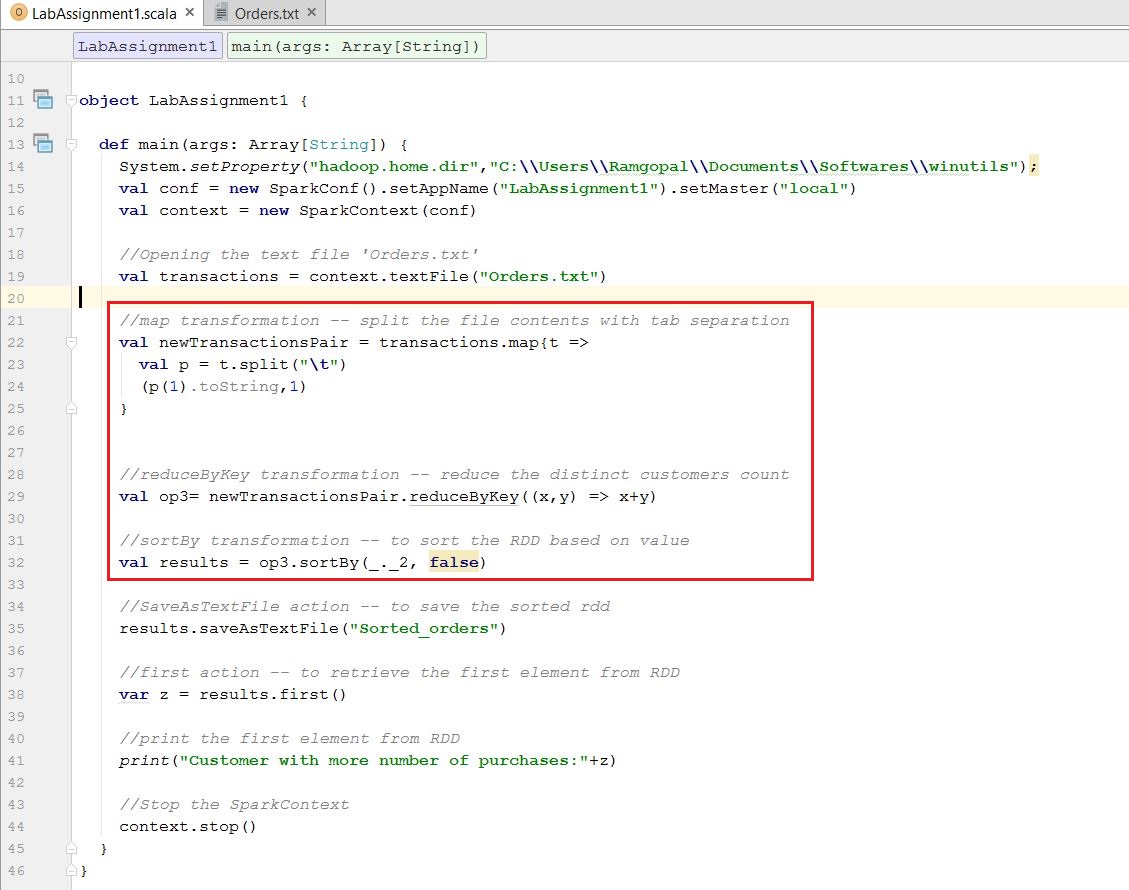 LabAssignment1.scala × Orders.txt ×
LabAssignment1 main(args: Array[String])
10
11 object LabAssignment1 {
12
13 def main(args: Array[String]) {
14 System.setProperty("hadoop.home.dir","C:\\Users\\Ramgopal\\Documents\\Softwares\\winutils");
15 val conf = new SparkConf().setAppName("LabAssignment1").setMaster("local")
16 val context = new SparkContext(conf)
17
18 //Opening the text file 'Orders.txt'
19 val transactions = context.textFile("Orders.txt")
20
21 //map transformation -- split the file contents with tab separation
22 val newTransactionsPair = transactions.map{t =>
23 val p = t.split("\t")
24 (p(1).toString,1)
25 }
26
27
28 //reduceByKey transformation -- reduce the distinct customers count
29 val op3= newTransactionsPair.reduceByKey((x,y) => x+y)
30
31 //sortBy transformation -- to sort the RDD based on value
32 val results = op3.sortBy(_._2, false)
33
34 //SaveAsTextFile action -- to save the sorted rdd
35 results.saveAsTextFile("Sorted_orders")
36
37 //first action -- to retrieve the first element from RDD
38 var z = results.first()
39
40 //print the first element from RDD
41 print("Customer with more number of purchases:"+z)
42
43 //Stop the SparkContext
44 context.stop()
45 }
46 }